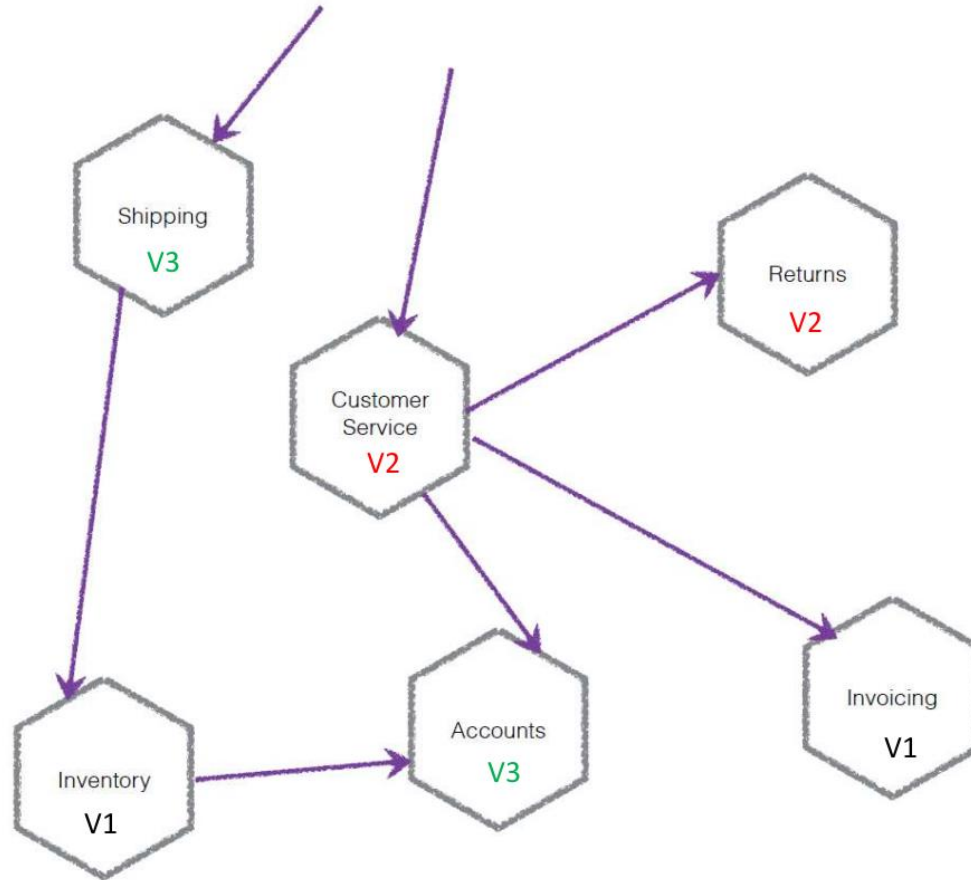 Shipping
V3
Returns
V2
Customer
Service
V2
Accounts
V3
Invoicing
V1
Inventory
V1